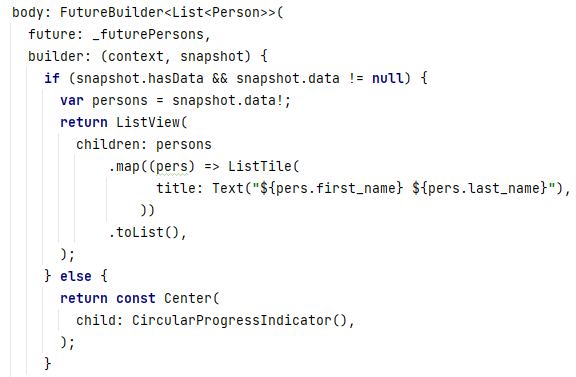 body: FutureBuilder<List<Person>>(
  future: _futurePersons,
  builder: (context, snapshot) {
    if (snapshot.hasData && snapshot.data != null) {
      var persons = snapshot.data!;
      return ListView(
        children: persons
            .map((pers) => ListTile(
                  title: Text("${pers.first_name} ${pers.last_name}"),
                ))
            .toList(),
      );
    } else {
      return const Center(
        child: CircularProgressIndicator(),
      );
    }